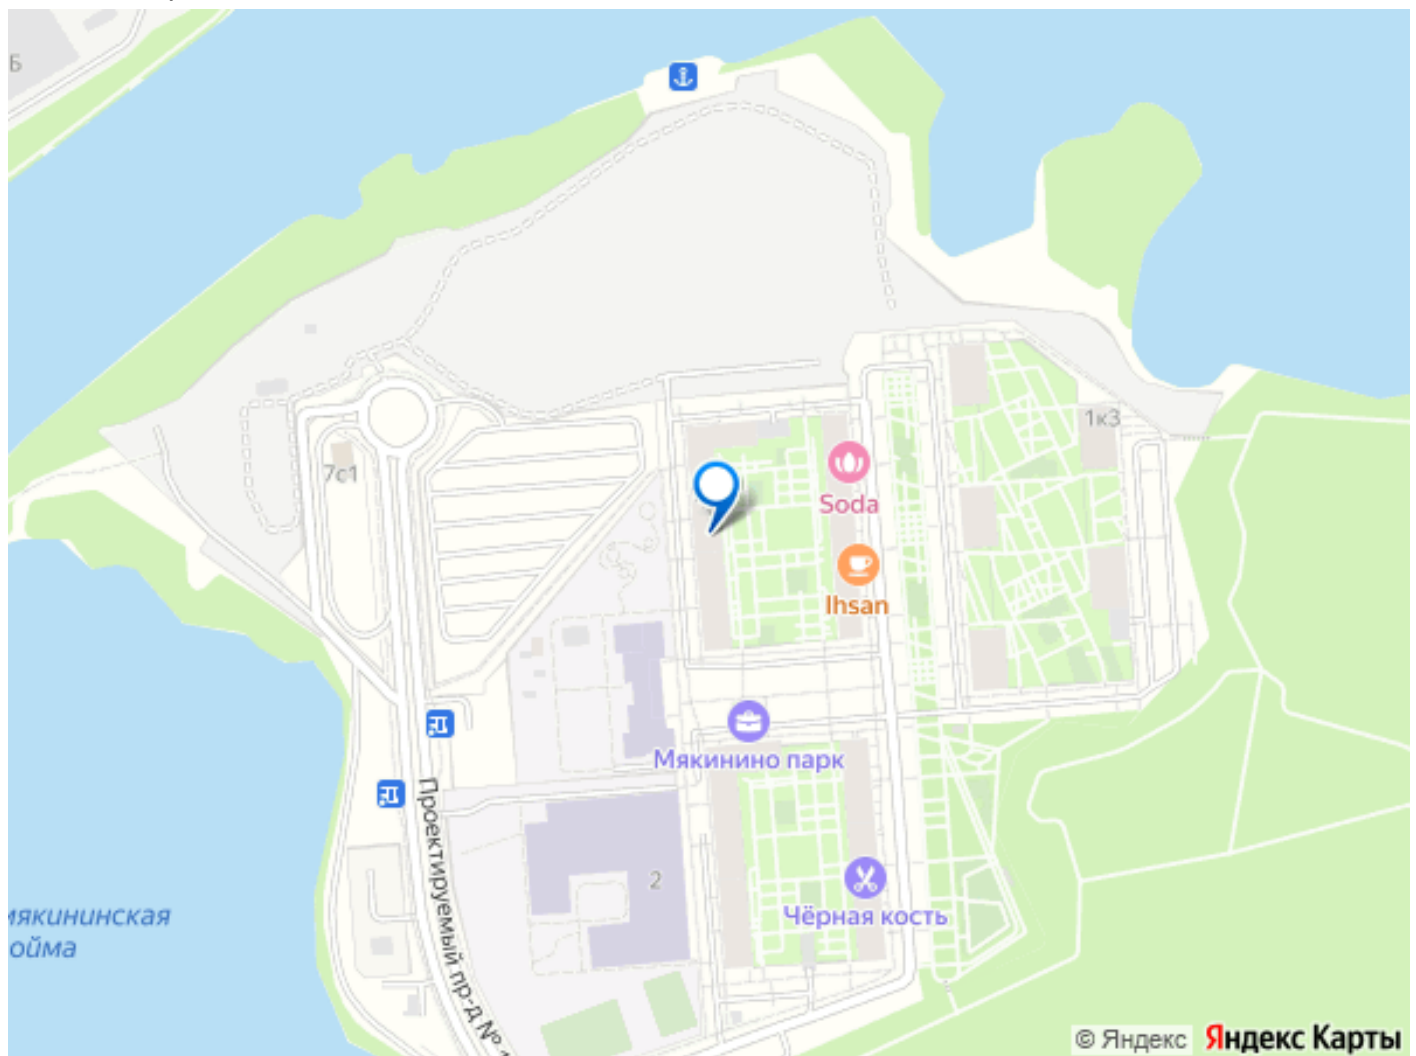 Б
1к3
7с1
Soda
Ihsan
Мякинино парк
Проектируемый пр-д №
2
Чёрная кость
мякининская
ойма
© Яндекс Яндекс Карты